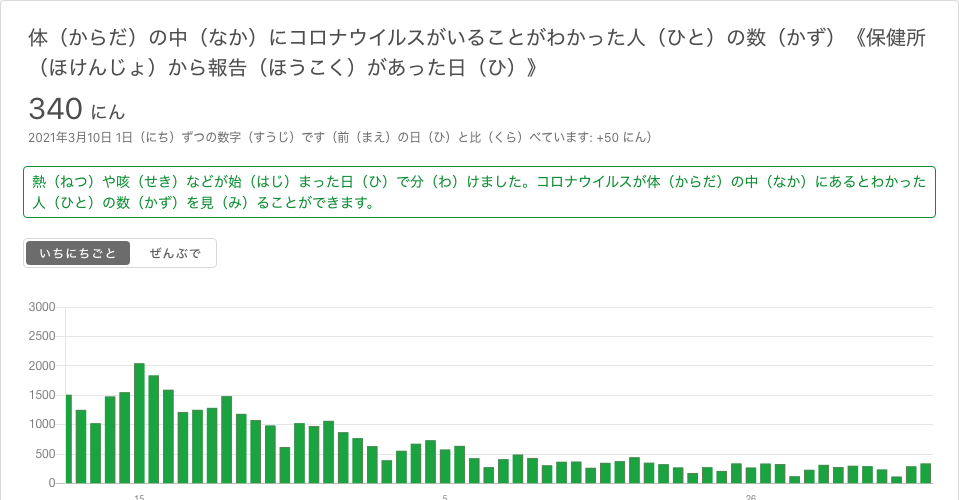 体（からだ）の中（なか）にコロナウイルスがいることがわかった人（ひと）の数（かず）《保健所
（ほけんじょ）から報告（ほうこく）があった日（ひ）》
340 にん
2021年3月10日 1日（にち）ずつの数字（すうじ）です（前（まえ）の日（ひ）と比（くら）べています: +50 にん）
熱（ねつ）や咳（せき）などが始（はじ）まった日（ひ）で分（わ）けました。コロナウイルスが体（からだ）の中（なか）にあるとわかった
人（ひと）の数（かず）を見（み）ることができます。
いちにちごと ぜんぶで
3000
2500
2000
1500
1000
500
0
15 5 26